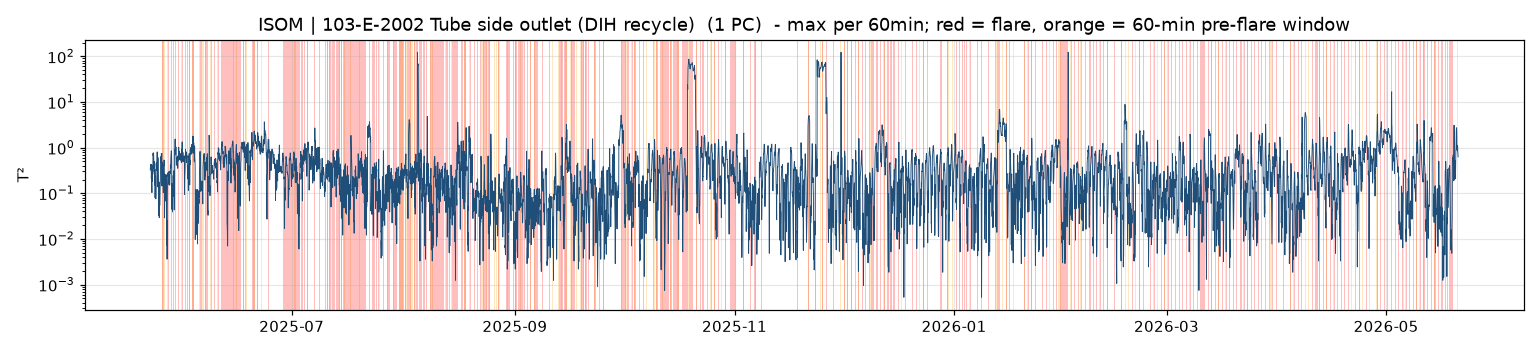 ISOM | 103-E-2002 Tube side outlet (DIH recycle)  (1 PC)  - max per 60min; red = flare, orange = 60-min pre-flare window
T²
10²
10¹
10⁰
10⁻¹
10⁻²
10⁻³
2025-07 2025-09 2025-11 2026-01 2026-03 2026-05